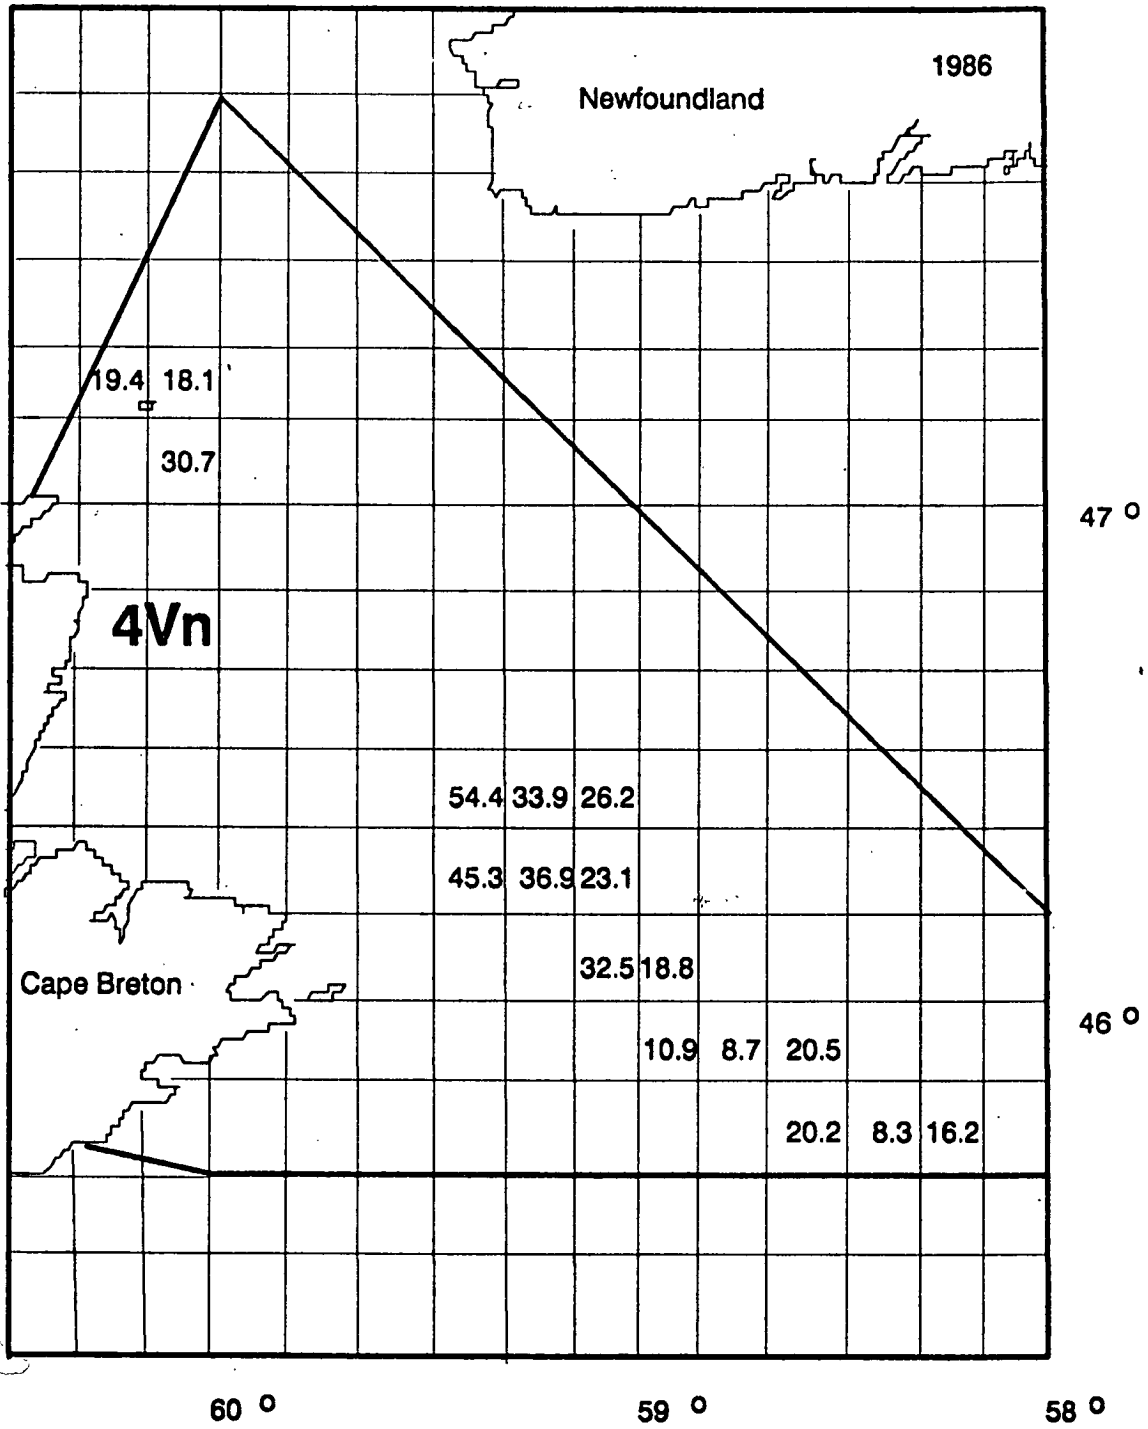 1986
Newfoundland
19.4 18.1
30.7
47 o
4Vn
54.4 33.9 26.2
45.3 36.9 23.1
32.5 18.8
Cape Breton
46 o
10.9 8.7 20.5
20.2 8.3 16.2
60 o 59 o 58 o